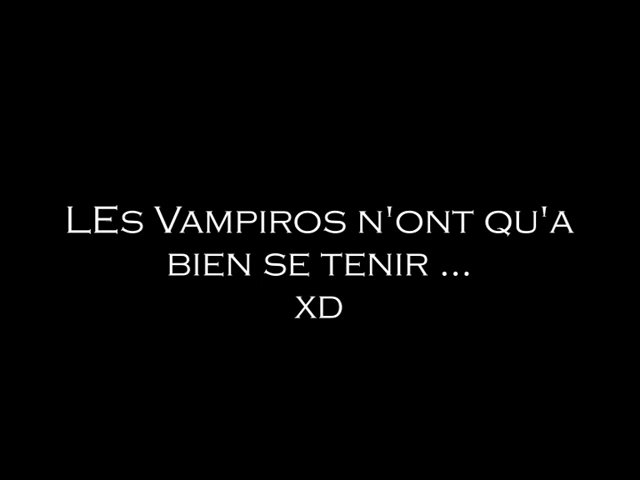 LES VAMPIROS N'ONT QU'A
BIEN SE TENIR ...
XD